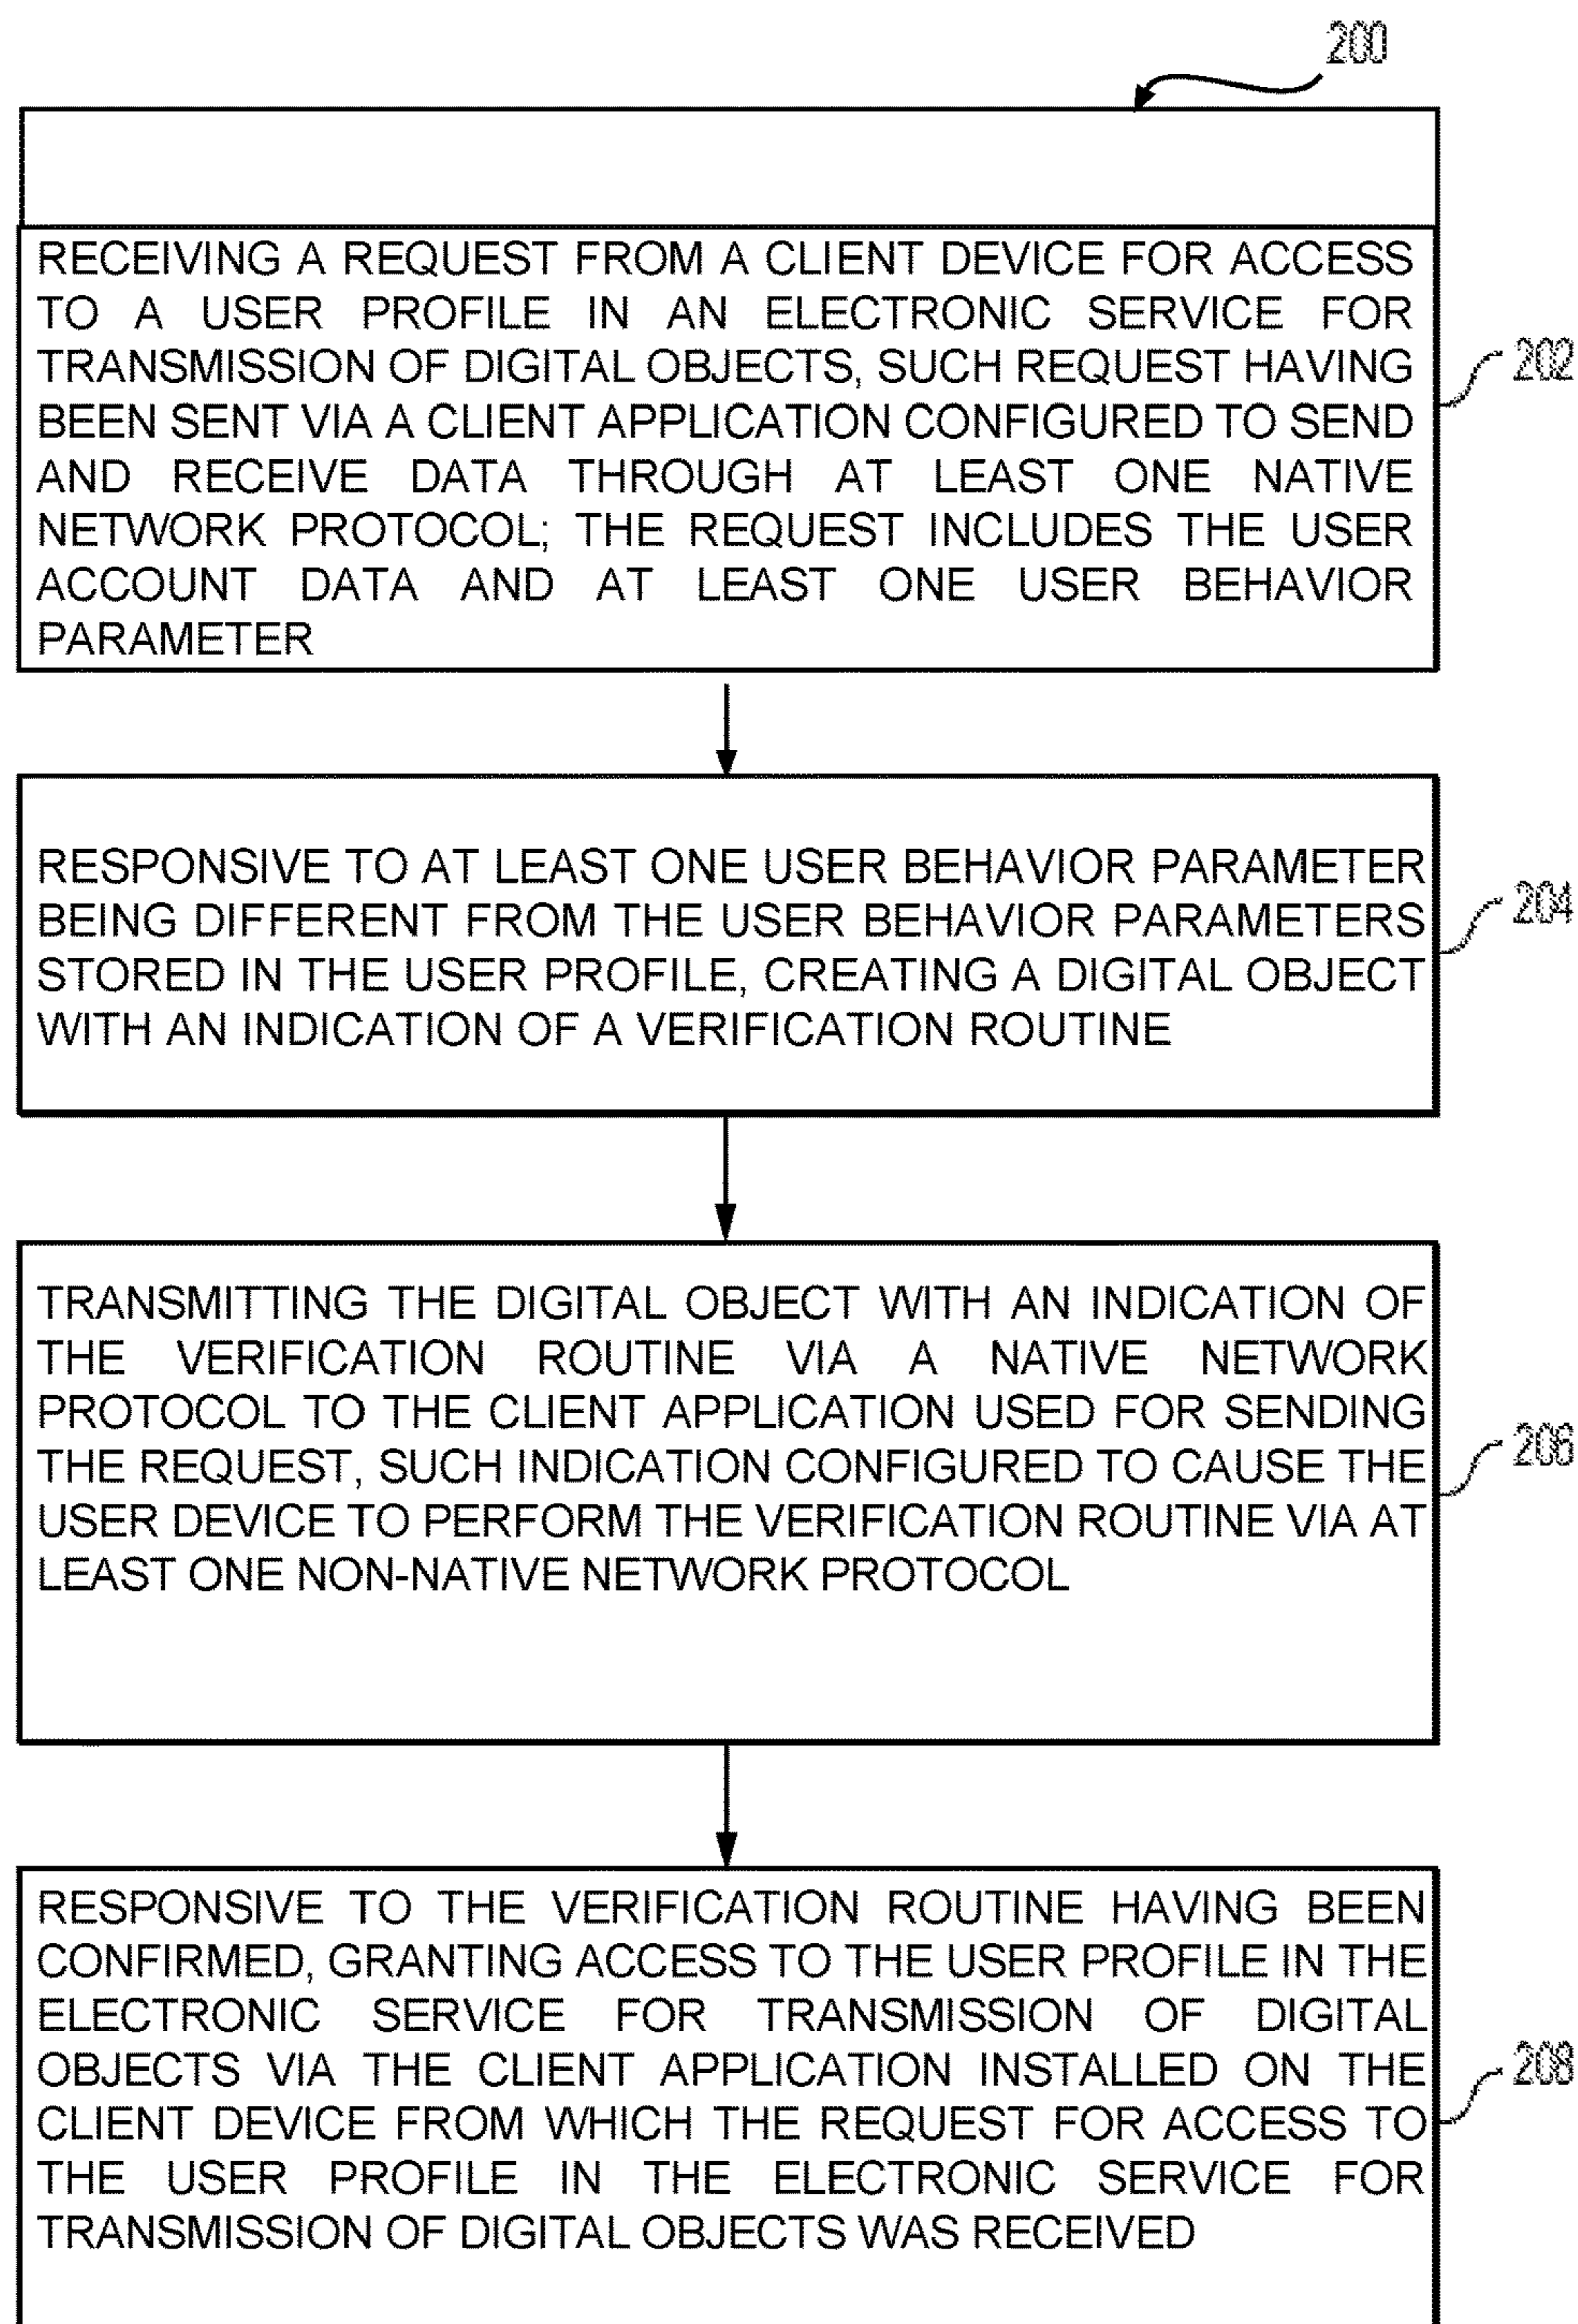 200
RECEIVING A REQUEST FROM A CLIENT DEVICE FOR ACCESS
TO A USER PROFILE IN AN ELECTRONIC SERVICE FOR
TRANSMISSION OF DIGITAL OBJECTS, SUCH REQUEST HAVING
BEEN SENT VIA A CLIENT APPLICATION CONFIGURED TO SEND
AND RECEIVE DATA THROUGH AT LEAST ONE NATIVE
NETWORK PROTOCOL; THE REQUEST INCLUDES THE USER
ACCOUNT DATA AND AT LEAST ONE USER BEHAVIOR
PARAMETER
202
RESPONSIVE TO AT LEAST ONE USER BEHAVIOR PARAMETER
BEING DIFFERENT FROM THE USER BEHAVIOR PARAMETERS
STORED IN THE USER PROFILE, CREATING A DIGITAL OBJECT
WITH AN INDICATION OF A VERIFICATION ROUTINE
204
TRANSMITTING THE DIGITAL OBJECT WITH AN INDICATION OF
THE VERIFICATION ROUTINE VIA A NATIVE NETWORK
PROTOCOL TO THE CLIENT APPLICATION USED FOR SENDING
THE REQUEST, SUCH INDICATION CONFIGURED TO CAUSE THE
USER DEVICE TO PERFORM THE VERIFICATION ROUTINE VIA AT
LEAST ONE NON-NATIVE NETWORK PROTOCOL
206
RESPONSIVE TO THE VERIFICATION ROUTINE HAVING BEEN
CONFIRMED, GRANTING ACCESS TO THE USER PROFILE IN THE
ELECTRONIC SERVICE FOR TRANSMISSION OF DIGITAL
OBJECTS VIA THE CLIENT APPLICATION INSTALLED ON THE
CLIENT DEVICE FROM WHICH THE REQUEST FOR ACCESS TO
THE USER PROFILE IN THE ELECTRONIC SERVICE FOR
TRANSMISSION OF DIGITAL OBJECTS WAS RECEIVED
208